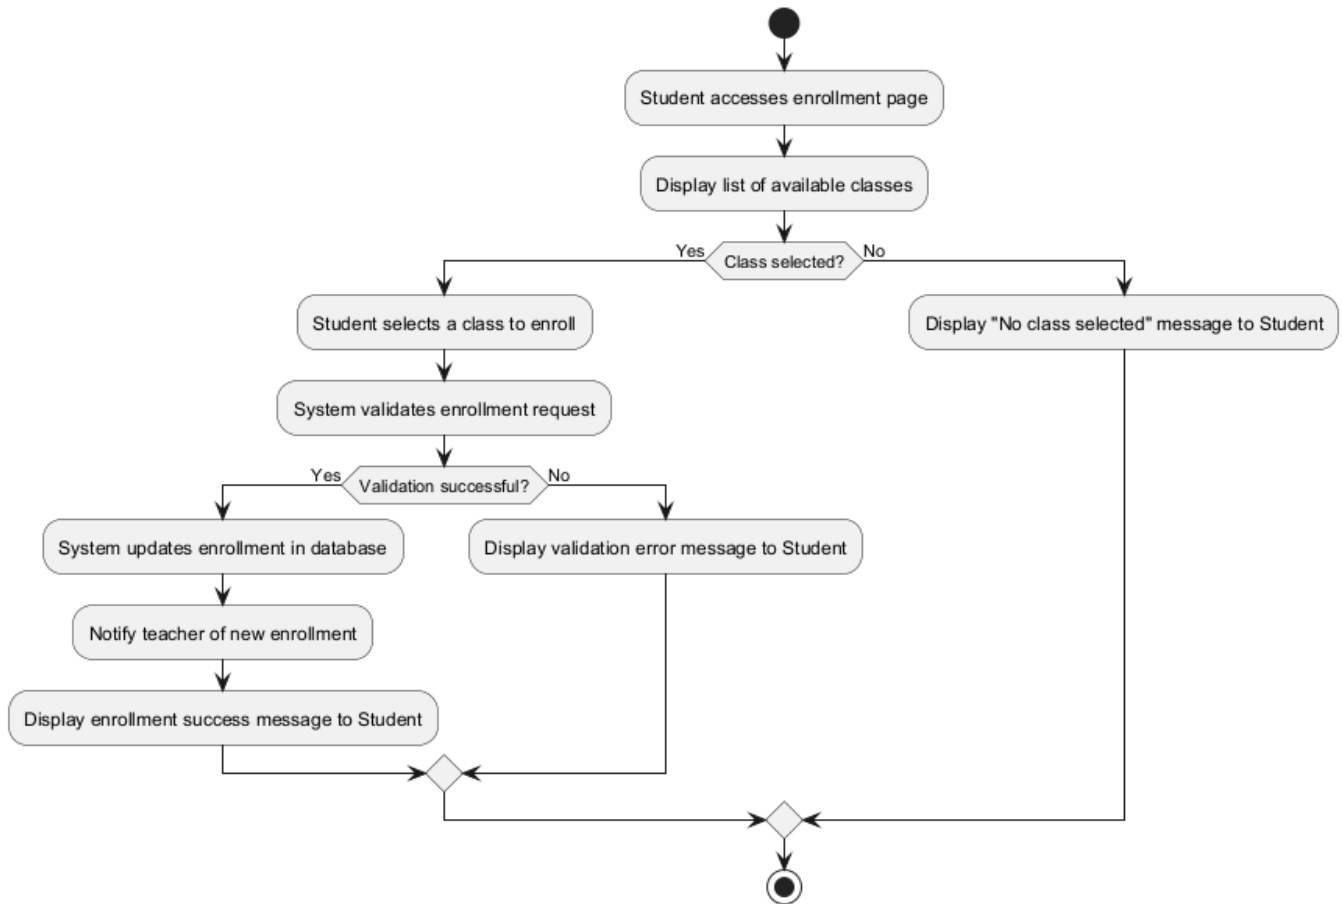 Student accesses enrollment page
Display list of available classes
Yes
Class selected?
No
Student selects a class to enroll
Display "No class selected" message to Student
System validates enrollment request
Yes
Validation successful?
No
System updates enrollment in database
Display validation error message to Student
Notify teacher of new enrollment
Display enrollment success message to Student